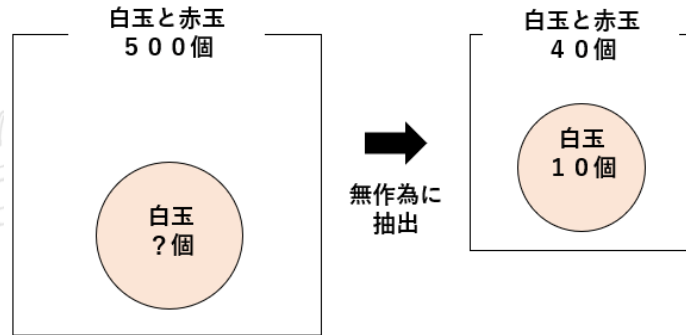 白玉と赤玉
５００個
白玉
？個
無作為に
抽出
白玉と赤玉
４０個
白玉
１０個